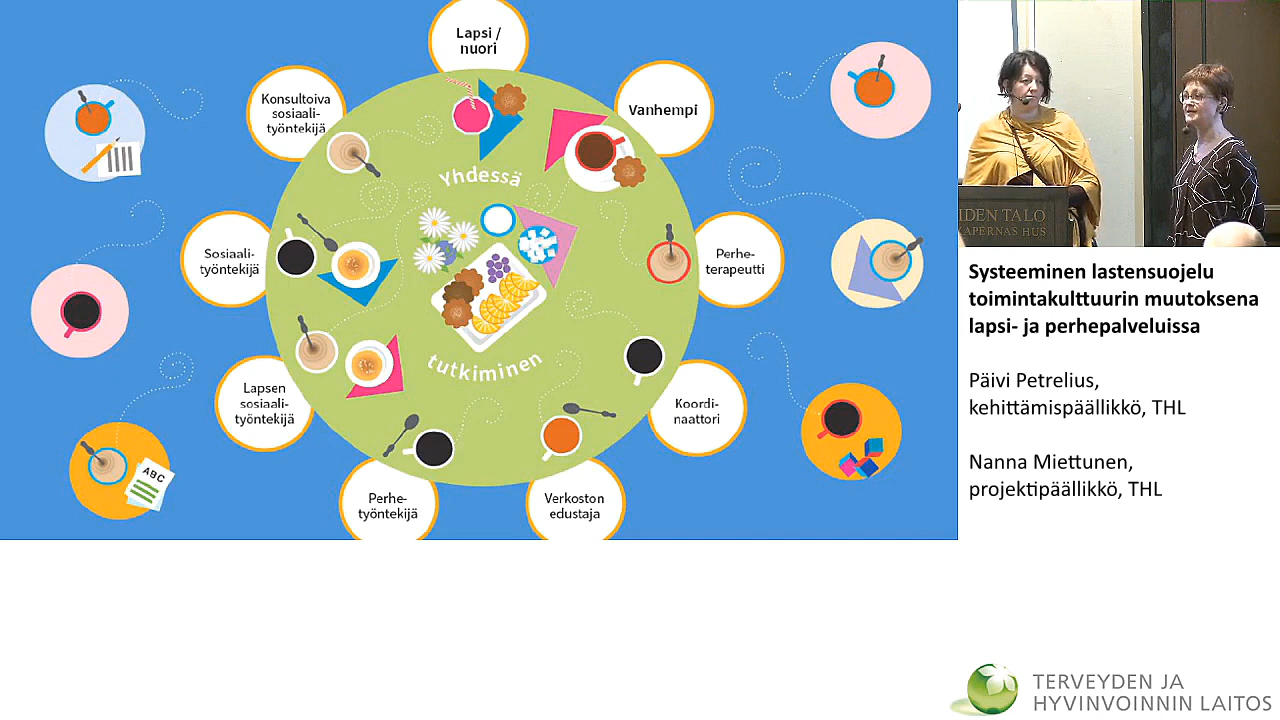 Lapsi /
nuori
Vanhempi
Perhe-
terapeutti
Koordi-
naattori
Verkoston
edustaja
Perhe-
työntekijä
Lapsen
sosiaali-
työntekijä
Sosiaali-
työntekijä
Konsultoiva
sosiaali-
työntekijä
Yhdessä
tutkiminen
ABC
IDEN TALO
KAPERNAS HUS
Systeeminen lastensuojelu
toimintakulttuurin muutoksena
lapsi- ja perhepalveluissa
Päivi Petrelius,
kehittämispäällikkö, THL
Nanna Miettunen,
projektipäällikkö, THL
TERVEYDEN JA
HYVINVOINNIN LAITOS